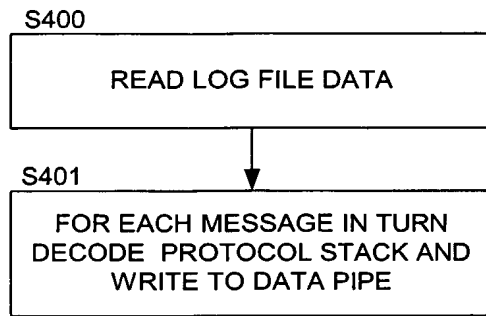 S400
READ LOG FILE DATA
S401
FOR EACH MESSAGE IN TURN
DECODE PROTOCOL STACK AND
WRITE TO DATA PIPE